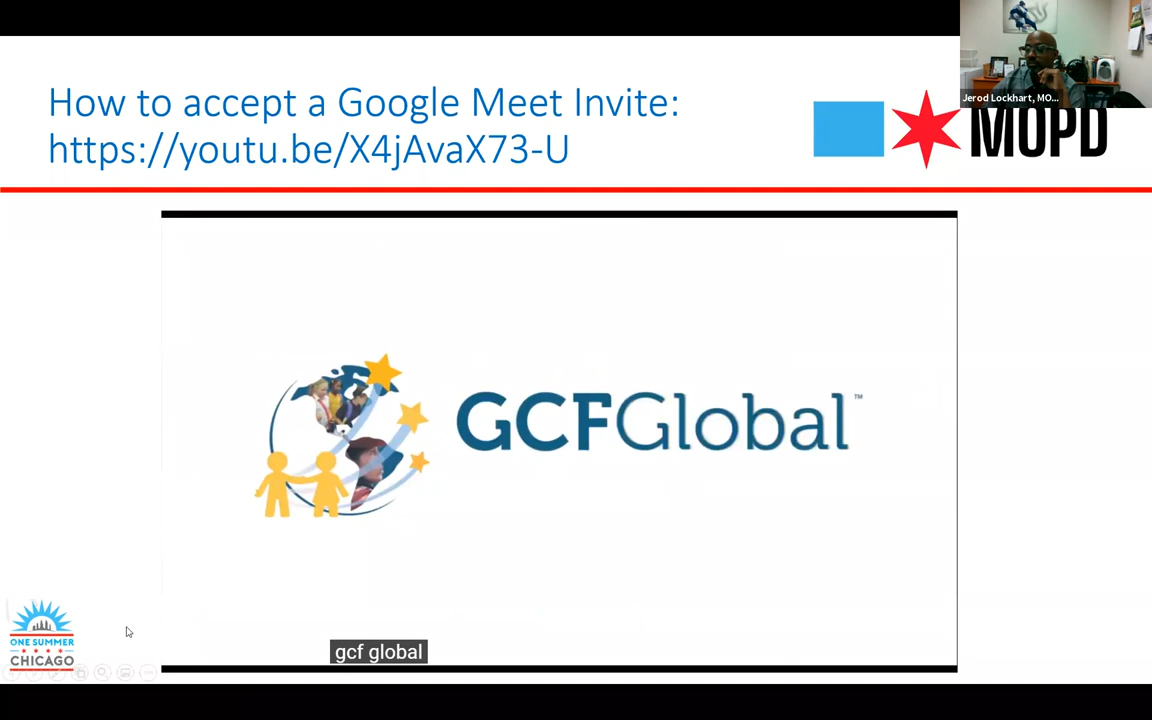 How to accept a Google Meet Invite:
https://youtu.be/X4jAvaX73-U
Jerod Lockhart, MO...
MOPD
GCFGlobal™
gcf global
ONE SUMMER
CHICAGO